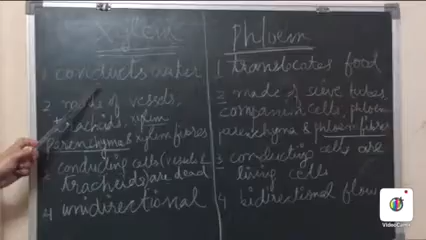 Xylem
1 conducts water
2 made of vessels,
tracheids, xylem
parenchyma & xylem fibres
3 conducting cells (vessels &
tracheids) are dead
4 unidirectional
Phloem
1 translocates food
2 made of sieve tubes,
companion cells, phloem
parenchyma & phloem fibres
3 conducting cells are
living cells
4 bidirectional flow
VideoCam